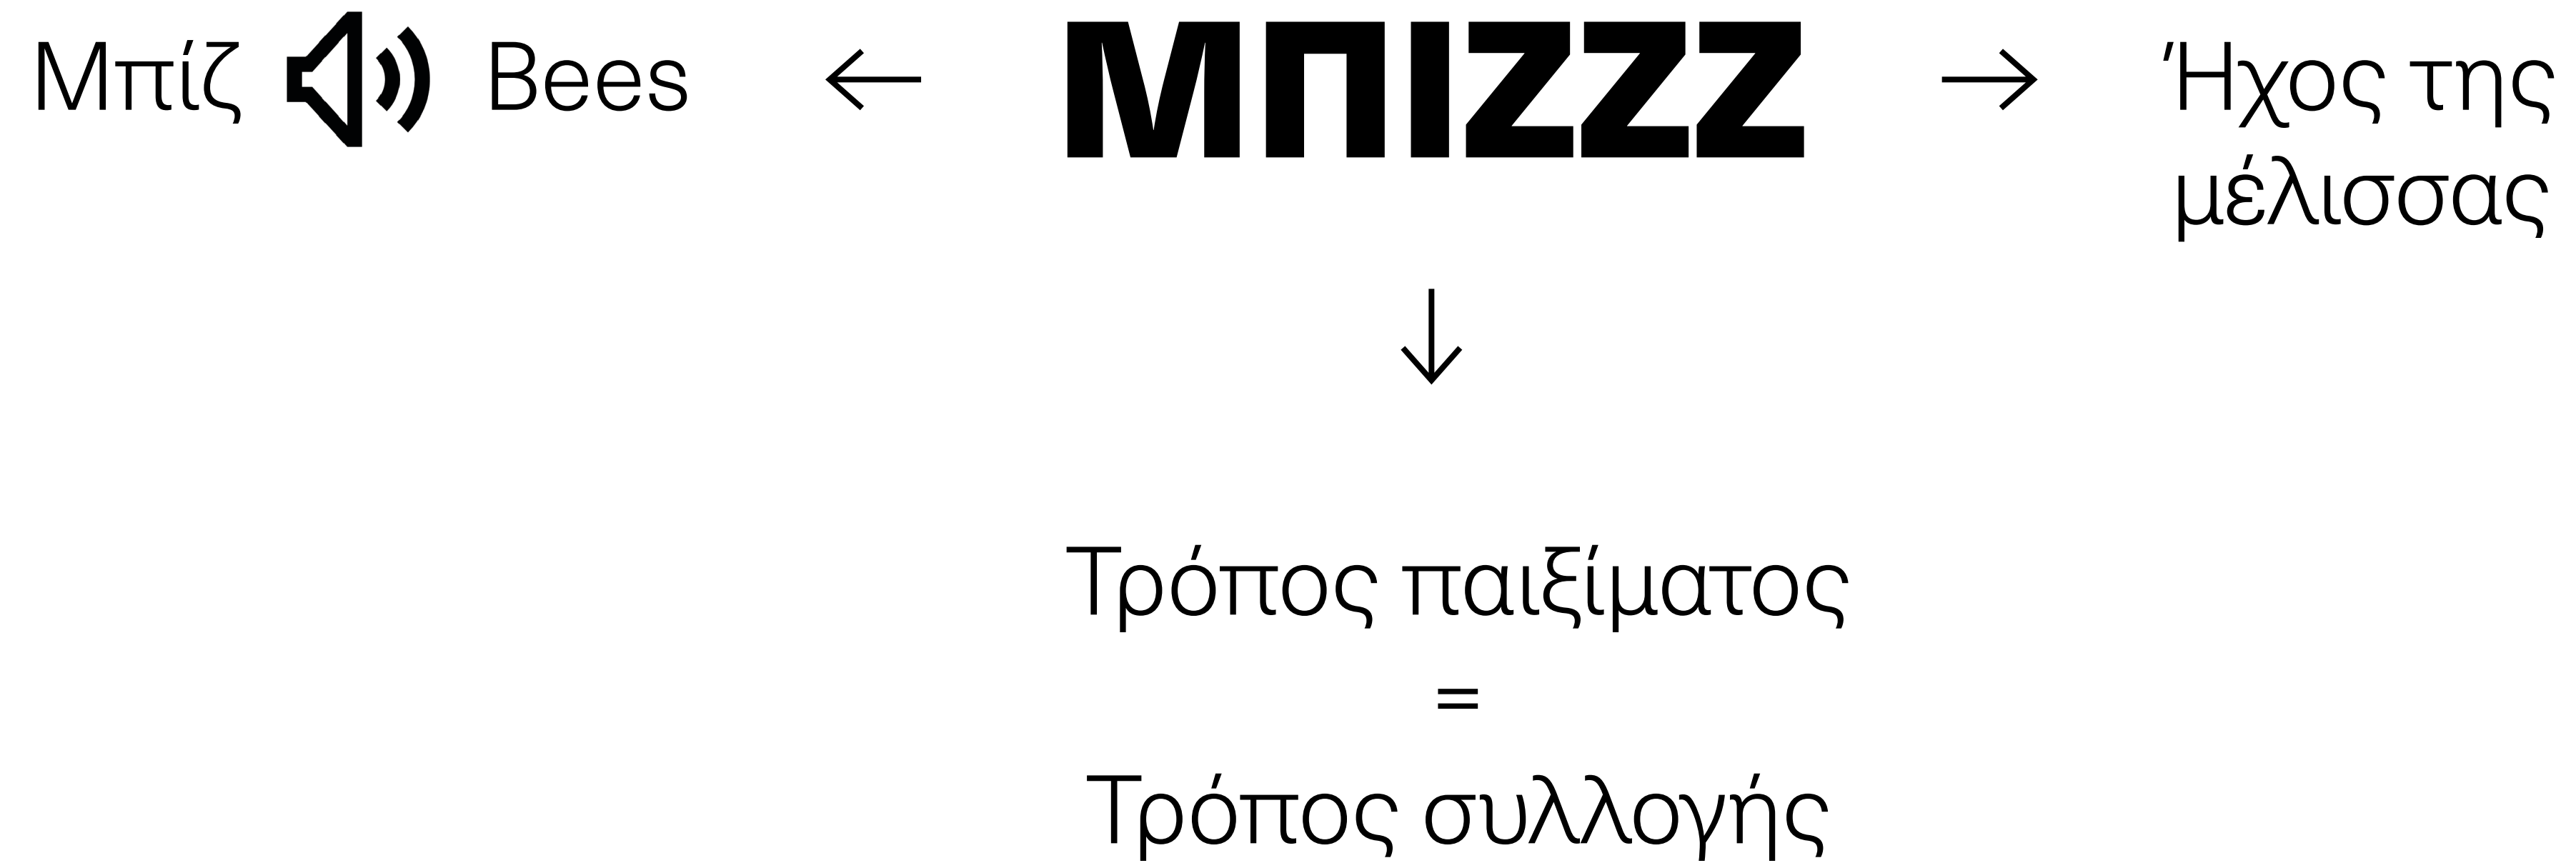 Μπίζ Bees ← ΜΠΙΖΖΖ → Ήχος της
μέλισσας
↓
Τρόπος παιξίματος
=
Τρόπος συλλογής